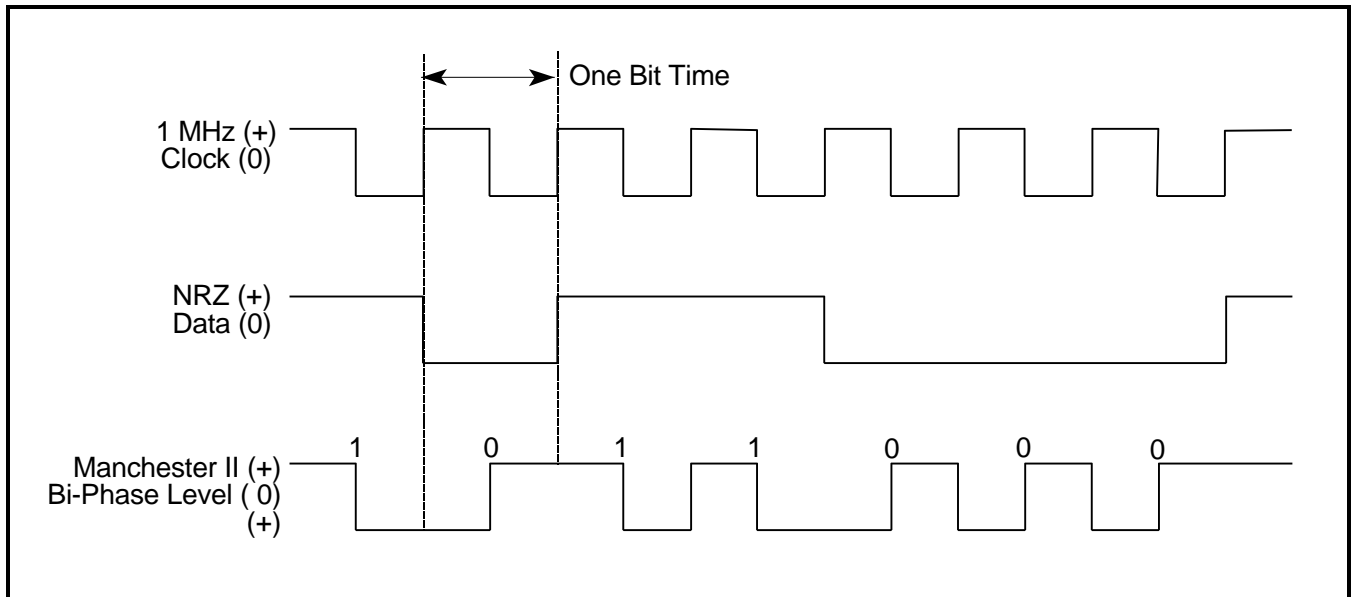 One Bit Time
1 MHz (+)
Clock (0)
NRZ (+)
Data (0)
1 0 1 1 0 0 0
Manchester II (+)
Bi-Phase Level ( 0)
(+)